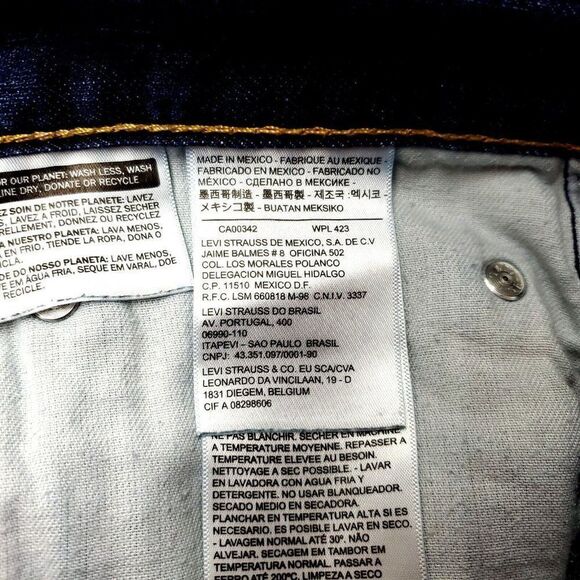 FOR OUR PLANET: WASH LESS, WASH
LINE DRY, DONATE OR RECYCLE
SOIN DE NOTRE PLANETE: LAVEZ
LAVEZ A FROID, LAISSEZ SECHER
DONNEZ OU
NUESTRO PLANETA: LAVA MENOS,
EN FRIO, TIENDE LA ROPA, DONA
DO NOSSO PLANETA: LAVE MENOS,
EM AGUA FRIA, SEQUE EM VARAL, DOE
RECICLE.
MADE IN MEXICO - FABRIQUE AU MEXIQUE -
FABRICADO EN MEXICO - FABRICADO NO
MÉXICO - СДЕЛАНО В МЕКСИКЕ -
墨西哥制造 - 墨西哥製 - 제조국 :멕시코
メキシコ製 - BUATAN MEKSIKO
CA00342 WPL 423
LEVI STRAUSS DE MEXICO, S.A. DE C.V
JAIME BALMES # 8 OFICINA 502
COL. LOS MORALES POLANCO
DELEGACION MIGUEL HIDALGO
C.P. 11510 MEXICO D.F.
R.F.C. LSM 660818 M-98 C.N.I.V. 3337
LEVI STRAUSS DO BRASIL
AV. PORTUGAL, 400
06990-110
ITAPEVI – SAO PAULO BRASIL
CNPJ: 43.351.097/0001-90
LEVI STRAUSS & CO. EU SCA/CVA
LEONARDO DA VINCILAAN, 19 - D
1831 DIEGEM, BELGIUM
CIF A 08298606
NE PAS BLANCHIR. SECHER EN MACHINE
A TEMPERATURE MOYENNE. REPASSER A
TEMPERATURE ELEVEE AU BESOIN.
NETTOYAGE A SEC POSSIBLE. - LAVAR
EN LAVADORA CON AGUA FRIA Y
DETERGENTE. NO USAR BLANQUEADOR.
SECADO MEDIO EN SECADORA.
PLANCHAR EN TEMPERATURA ALTA SI ES
NECESARIO. ES POSIBLE LAVAR EN SECO.
- LAVAGEM NORMAL ATÉ 30º. NÃO
ALVEJAR. SECAGEM EM TAMBOR EM
TEMPERATURA NORMAL. PASSAR A
FERRO ATÉ 200ºC. LIMPEZA A SECO